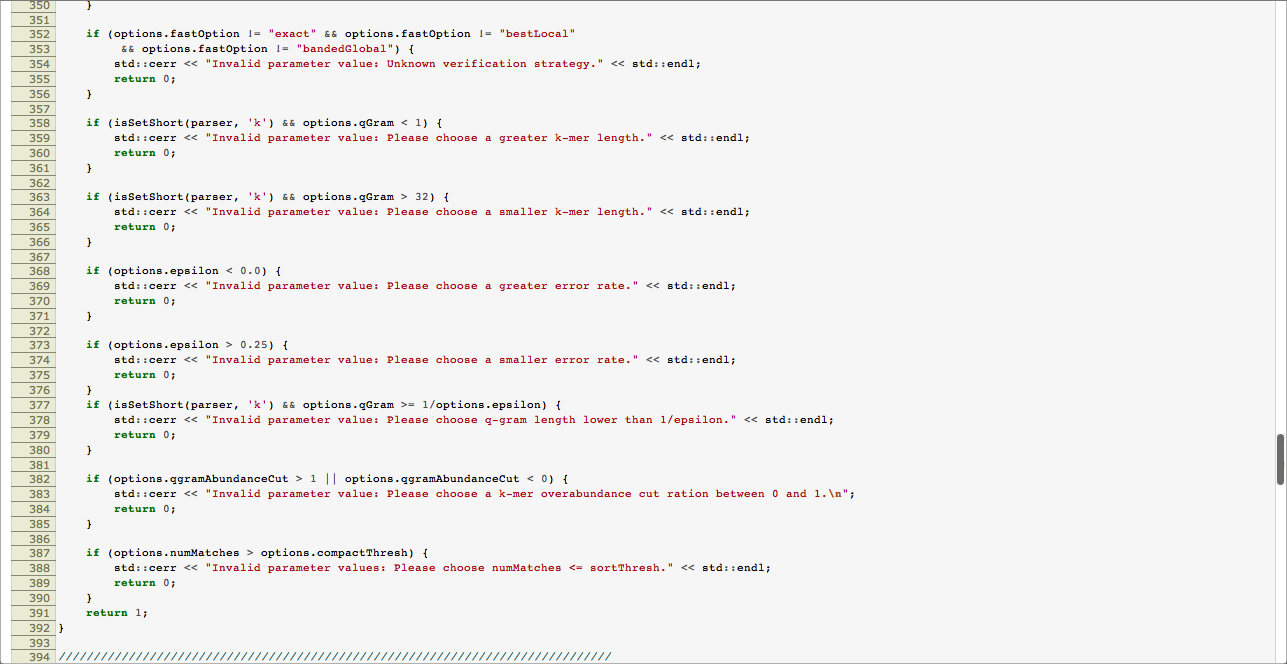 350     }
351
352     if (options.fastOption != "exact" && options.fastOption != "bestLocal"
353          && options.fastOption != "bandedGlobal") {
354         std::cerr << "Invalid parameter value: Unknown verification strategy." << std::endl;
355         return 0;
356     }
357
358     if (isSetShort(parser, 'k') && options.qGram < 1) {
359         std::cerr << "Invalid parameter value: Please choose a greater k-mer length." << std::endl;
360         return 0;
361     }
362
363     if (isSetShort(parser, 'k') && options.qGram > 32) {
364         std::cerr << "Invalid parameter value: Please choose a smaller k-mer length." << std::endl;
365         return 0;
366     }
367
368     if (options.epsilon < 0.0) {
369         std::cerr << "Invalid parameter value: Please choose a greater error rate." << std::endl;
370         return 0;
371     }
372
373     if (options.epsilon > 0.25) {
374         std::cerr << "Invalid parameter value: Please choose a smaller error rate." << std::endl;
375         return 0;
376     }
377     if (isSetShort(parser, 'k') && options.qGram >= 1/options.epsilon) {
378         std::cerr << "Invalid parameter value: Please choose q-gram length lower than 1/epsilon." << std::endl;
379         return 0;
380     }
381
382     if (options.qgramAbundanceCut > 1 || options.qgramAbundanceCut < 0) {
383         std::cerr << "Invalid parameter value: Please choose a k-mer overabundance cut ration between 0 and 1.\n";
384         return 0;
385     }
386
387     if (options.numMatches > options.compactThresh) {
388         std::cerr << "Invalid parameter values: Please choose numMatches <= sortThresh." << std::endl;
389         return 0;
390     }
391     return 1;
392 }
393
394 ///////////////////////////////////////////////////////////////////////////////